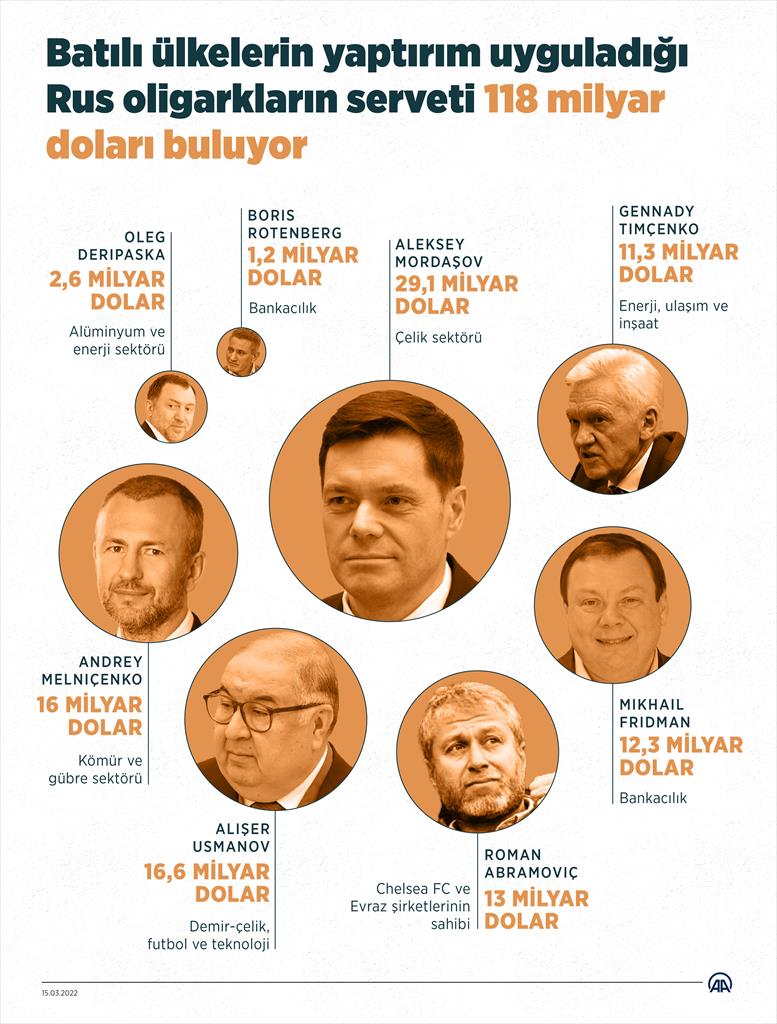 Batılı ülkelerin yaptırım uyguladığı
Rus oligarkların serveti 118 milyar
doları buluyor
OLEG
DERIPASKA
2,6 MİLYAR
DOLAR
Alüminyum ve
enerji sektörü
BORIS
ROTENBERG
1,2 MİLYAR
DOLAR
Bankacılık
ALEKSEY
MORDAŞOV
29,1 MİLYAR
DOLAR
Çelik sektörü
GENNADY
TIMÇENKO
11,3 MİLYAR
DOLAR
Enerji, ulaşım ve
inşaat
ANDREY
MELNIÇENKO
16 MİLYAR
DOLAR
Kömür ve
gübre sektörü
ALIŞER
USMANOV
16,6 MİLYAR
DOLAR
Demir-çelik,
futbol ve teknoloji
ROMAN
ABRAMOVIÇ
13 MİLYAR
DOLAR
Chelsea FC ve
Evraz şirketlerinin
sahibi
MIKHAIL
FRIDMAN
12,3 MİLYAR
DOLAR
Bankacılık
15.03.2022
AA